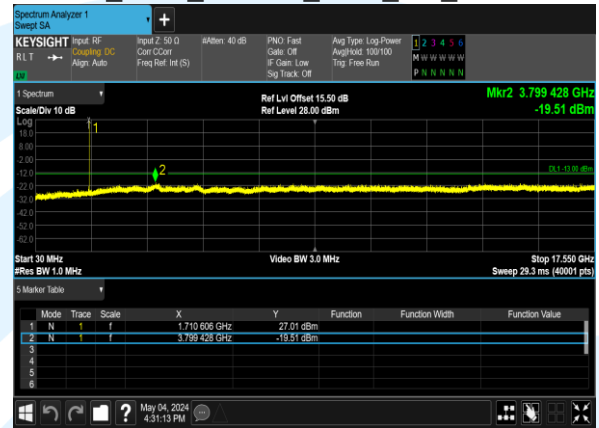 Spectrum Analyzer 1
Swept SA
+
KEYSIGHT Input: RF Input Z: 50 Ω #Atten: 40 dB PNO: Fast Avg Type: Log-Power 1 2 3 4 5 6
RLT Coupling: DC Corr CCorr Gate: Off Avg|Hold: 100/100 M W W W W W
Align: Auto Freq Ref: Int (S) IF Gain: Low Trig: Free Run
Sig Track: Off P N N N N N
1 Spectrum
Mkr2 3.799 428 GHz
Ref Lvl Offset 15.50 dB
Scale/Div 10 dB Ref Level 28.00 dBm -19.51 dBm
Log
18.0
1
8.00
-2.00
-12.0
2
DL1 -13.00 dBm
-22.0
-32.0
-42.0
-52.0
-62.0
Start 30 MHz Video BW 3.0 MHz Stop 17.550 GHz
#Res BW 1.0 MHz Sweep 29.3 ms (40001 pts)
5 Marker Table
Mode Trace Scale X Y Function Function Width Function Value
1 N 1 f 1.710 606 GHz 27.01 dBm
2 N 1 f 3.799 428 GHz -19.51 dBm
3
4
5
6
? May 04, 2024
4:31:13 PM